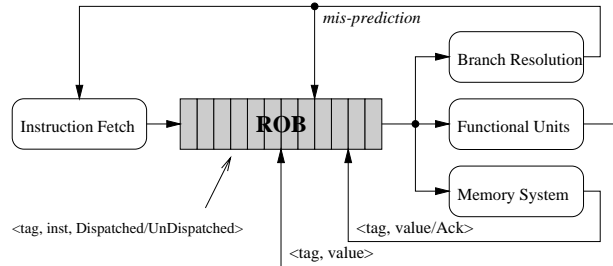 mis-prediction
Branch Resolution
Instruction Fetch
ROB
Functional Units
Memory System
<tag, inst, Dispatched/UnDispatched>
<tag, value/Ack>
<tag, value>